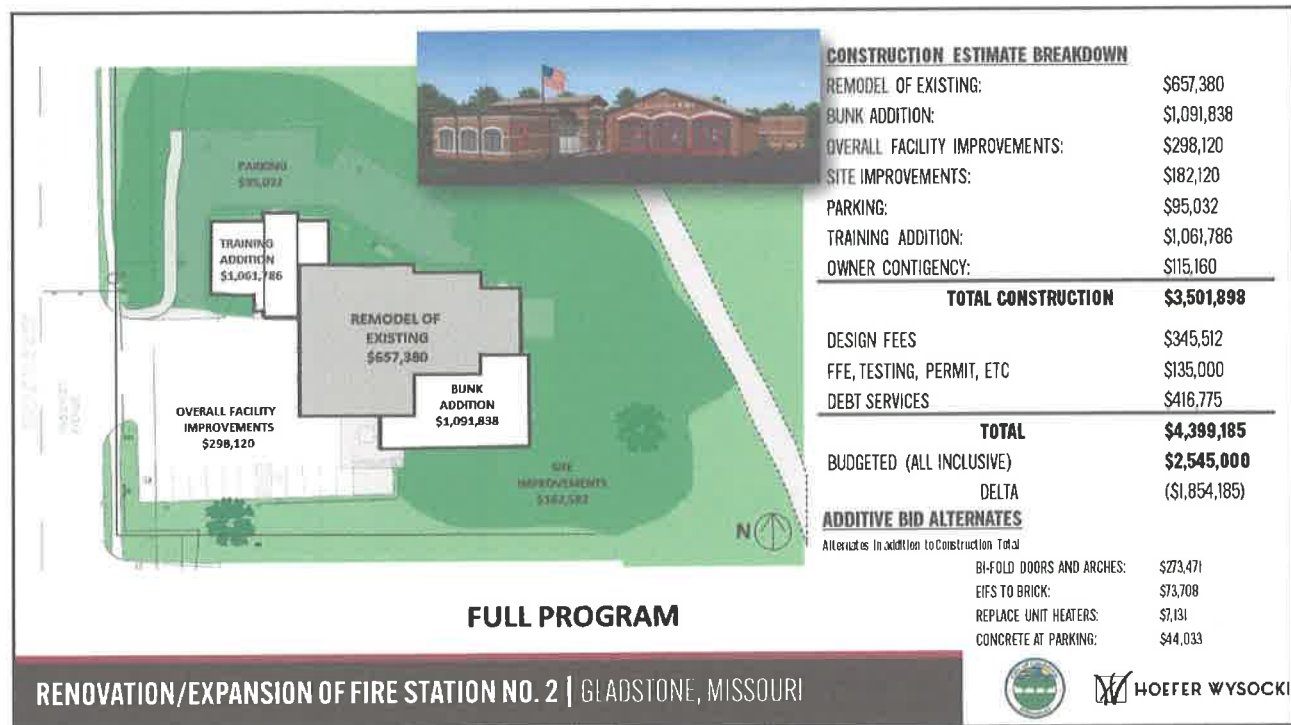 CONSTRUCTION ESTIMATE BREAKDOWN
REMODEL OF EXISTING: $657,380
BUNK ADDITION: $1,091,838
OVERALL FACILITY IMPROVEMENTS: $298,120
SITE IMPROVEMENTS: $182,120
PARKING: $95,032
TRAINING ADDITION: $1,061,786
OWNER CONTIGENCY: $115,160
TOTAL CONSTRUCTION $3,501,898
DESIGN FEES $345,512
FFE, TESTING, PERMIT, ETC $135,000
DEBT SERVICES $416,775
TOTAL $4,399,185
BUDGETED (ALL INCLUSIVE) $2,545,000
DELTA ($1,854,185)
ADDITIVE BID ALTERNATES
Alternates in addition to Construction Total
BI-FOLD DOORS AND ARCHES: $273,471
EIFS TO BRICK: $73,708
REPLACE UNIT HEATERS: $7,131
CONCRETE AT PARKING: $44,033
PARKING
TRAINING
ADDITION
$1,061,786
REMODEL OF
EXISTING
$657,380
BUNK
ADDITION
$1,091,838
OVERALL FACILITY
IMPROVEMENTS
$298,120
SITE
IMPROVEMENTS
N
FULL PROGRAM
RENOVATION/EXPANSION OF FIRE STATION NO. 2 | GLADSTONE, MISSOURI
HOEFER WYSOCKI